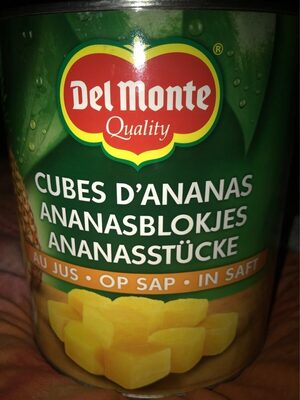 ®
Del Monte
Quality
CUBES D'ANANAS
ANANASBLOKJES
ANANASSTÜCKE
AU JUS • OP SAP • IN SAFT